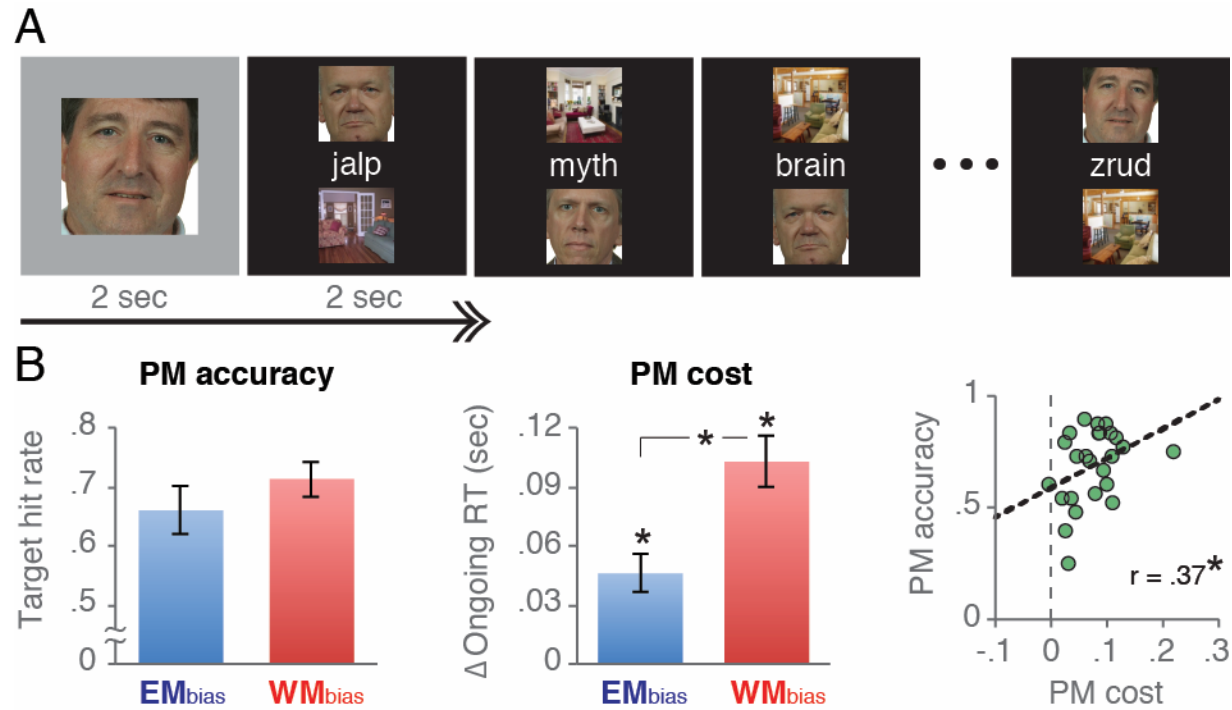 A
jalp
myth
brain
zrud
2 sec
2 sec
B
PM accuracy
Target hit rate
.8
.7
.6
.5
0
EMbias
WMbias
PM cost
ΔOngoing RT (sec)
.12
.09
.06
.03
0
*
*
*
EMbias
WMbias
PM accuracy
1
.5
0
r = .37*
-.1
0
.1
.2
.3
PM cost